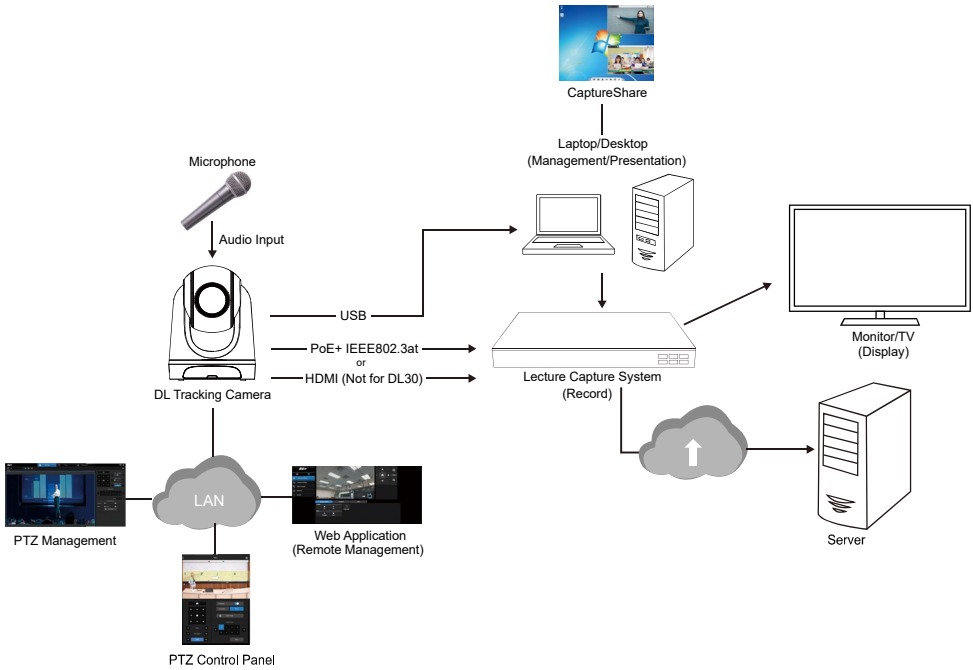 CaptureShare
Laptop/Desktop
(Management/Presentation)
Microphone
Audio Input
USB
PoE+ IEEE802.3at
or
HDMI (Not for DL30)
DL Tracking Camera
Lecture Capture System
(Record)
Monitor/TV
(Display)
LAN
PTZ Management
Web Application
(Remote Management)
Server
PTZ Control Panel